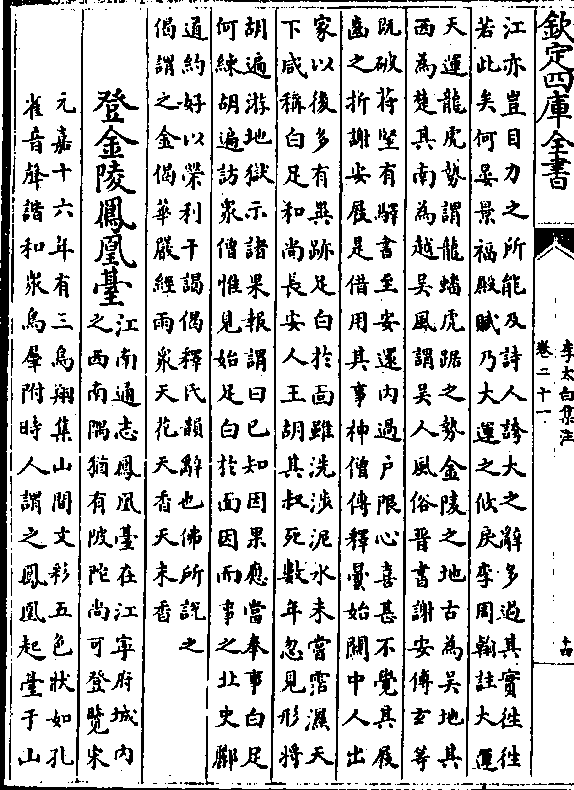 欽定四庫全書
李太白集注
卷二十一
十四
江亦豈目力之所能及詩人誇大之解多過其實往往
若此矣何晏景福殿賦乃大運之攸戾李周翰註大運
天運龍虎勢謂龍蟠虎踞之勢金陵之地古為吳地其
西為楚其南為越吳風謂吳人風俗晉書謝安傳玄等
既破苻堅有驛書至安還内過户限心喜甚不覺其屐
齒之折謝安屐是借用其事神僧傳釋曇始關中人出
家以後多有異跡足白於面雖洗涉泥水未嘗霑濕天
下咸稱白足和尚長安人王胡其叔死數年忽見形將
胡遍游地獄示諸果報謂曰已知因果應當奉事白足
何練胡遍訪衆僧惟見始足白於面因而事之北史酈
道約好以榮利干謁偈釋氏韻辭也佛所說之
偈謂之金偈華嚴經雨衆天花天香天末香
登金陵鳳凰臺
江南通志鳳凰臺在江寧府城内
之西南隅猶有陂陀尚可登覽宋
元嘉十六年有三鳥翔集山間文彩五色狀如孔
雀音聲諧和衆鳥羣附時人謂之鳳凰起臺于山